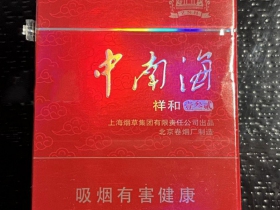 中南海
祥和
上海烟草集团有限责任公司出品
北京卷烟厂制造
吸烟有害健康